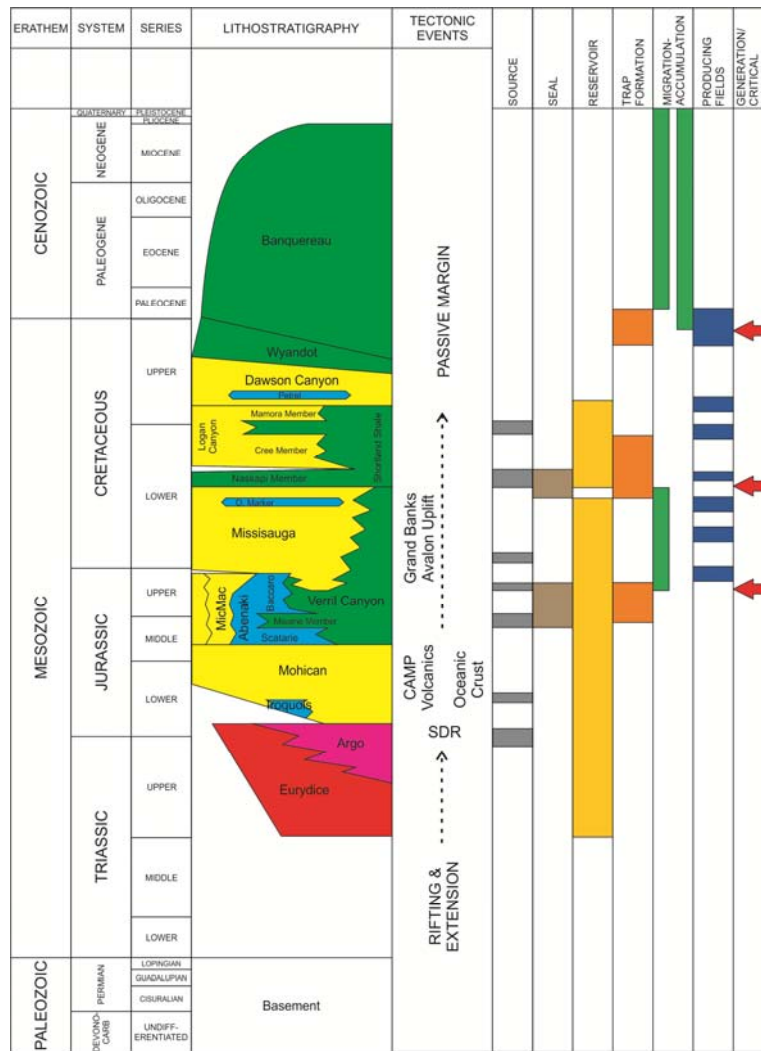 ERATHEM
SYSTEM
SERIES
LITHOSTRATIGRAPHY
TECTONIC
EVENTS
SOURCE
SEAL
RESERVOIR
TRAP
FORMATION
MIGRATION-
ACCUMULATION
PRODUCING
FIELDS
GENERATION/
CRITICAL
CENOZOIC
MESOZOIC
PALEOZOIC
QUATERNARY
NEOGENE
PALEOGENE
CRETACEOUS
JURASSIC
TRIASSIC
PERMIAN
DEVONO-
CARB
PLEISTOCENE
PLIOCENE
MIOCENE
OLIGOCENE
EOCENE
PALEOCENE
UPPER
LOWER
UPPER
MIDDLE
LOWER
UPPER
MIDDLE
LOWER
LOPINGIAN
GUADALUPIAN
CISURALIAN
UNDIFF-
ERENTIATED
Banquereau
Wyandot
Dawson Canyon
Petrel
Logan
Canyon
Mamora Member
Cree Member
Shortland Shale
Naskapi Member
O. Marker
Missisauga
MicMac
Abenaki
Baccaro
Misaine Member
Scatarie
Verril Canyon
Mohican
Iroquois
Argo
Eurydice
Basement
PASSIVE MARGIN
Grand Banks
Avalon Uplift
CAMP
Volcanics
Oceanic
Crust
SDR
RIFTING &
EXTENSION